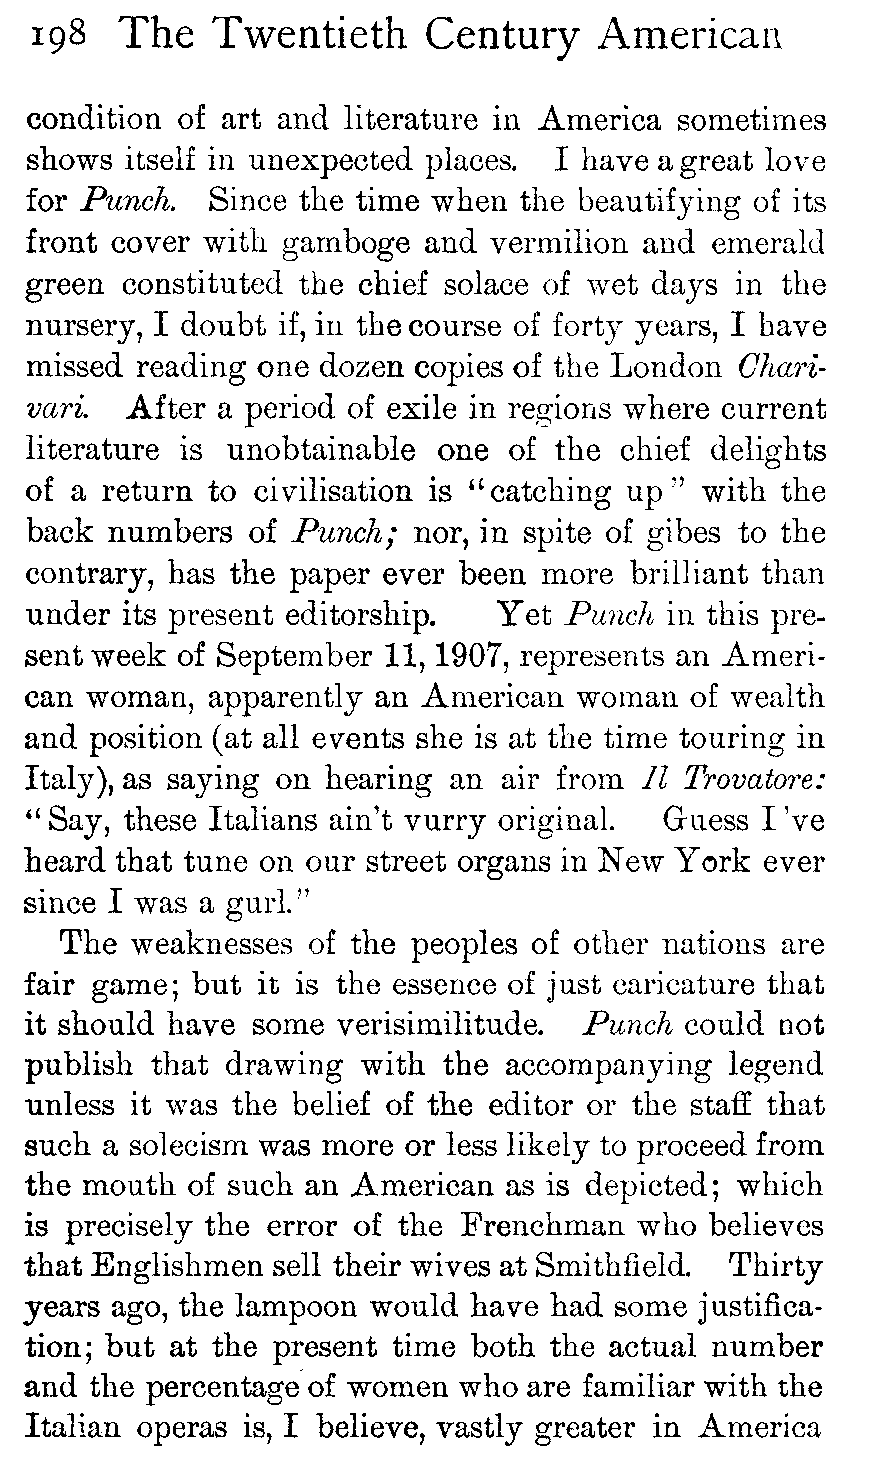 198 The Twentieth Century American
condition of art and literature in America sometimes
shows itself in unexpected places. I have a great love
for Punch. Since the time when the beautifying of its
front cover with gamboge and vermilion and emerald
green constituted the chief solace of wet days in the
nursery, I doubt if, in the course of forty years, I have
missed reading one dozen copies of the London Chari-
vari. After a period of exile in regions where current
literature is unobtainable one of the chief delights
of a return to civilisation is "catching up" with the
back numbers of Punch; nor, in spite of gibes to the
contrary, has the paper ever been more brilliant than
under its present editorship. Yet Punch in this pre-
sent week of September 11, 1907, represents an Ameri-
can woman, apparently an American woman of wealth
and position (at all events she is at the time touring in
Italy), as saying on hearing an air from Il Trovatore:
"Say, these Italians ain't vurry original. Guess I 've
heard that tune on our street organs in New York ever
since I was a gurl."
The weaknesses of the peoples of other nations are
fair game; but it is the essence of just caricature that
it should have some verisimilitude. Punch could not
publish that drawing with the accompanying legend
unless it was the belief of the editor or the staff that
such a solecism was more or less likely to proceed from
the mouth of such an American as is depicted; which
is precisely the error of the Frenchman who believes
that Englishmen sell their wives at Smithfield. Thirty
years ago, the lampoon would have had some justifica-
tion; but at the present time both the actual number
and the percentage of women who are familiar with the
Italian operas is, I believe, vastly greater in America